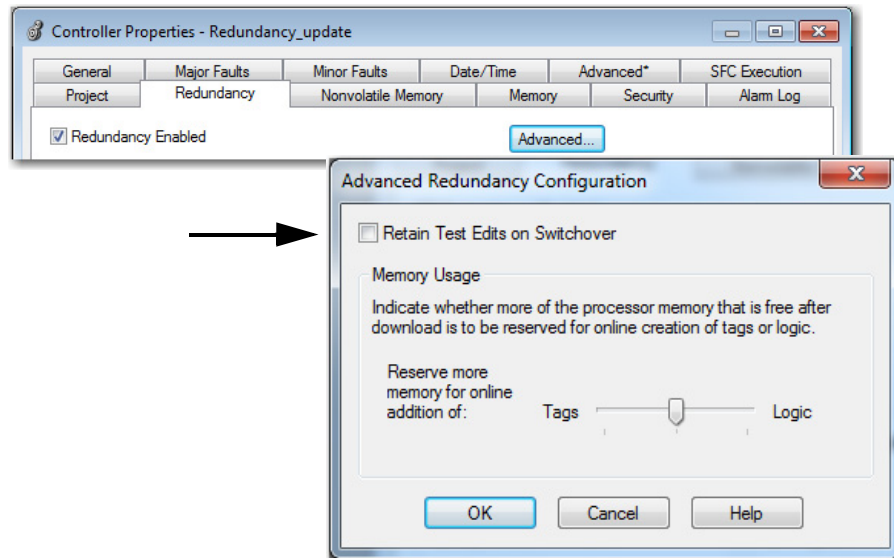 Controller Properties - Redundancy_update
General Major Faults Minor Faults Date/Time Advanced* SFC Execution
Project Redundancy Nonvolatile Memory Memory Security Alarm Log
Redundancy Enabled Advanced...
Advanced Redundancy Configuration
Retain Test Edits on Switchover
Memory Usage
Indicate whether more of the processor memory that is free after
download is to be reserved for online creation of tags or logic.
Reserve more
memory for online
addition of: Tags Logic
OK Cancel Help